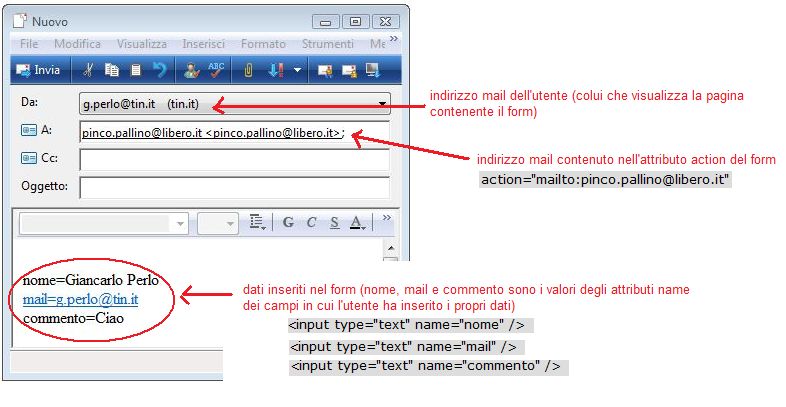 Nuovo
File Modifica Visualizza Inserisci Formato Strumenti Me »
Invia ABC »
Da: g.perlo@tin.it (tin.it)
indirizzo mail dell'utente (colui che visualizza la pagina
contenente il form)
A: pinco.pallino@libero.it <pinco.pallino@libero.it>;
indirizzo mail contenuto nell'attributo action del form
Cc:
action="mailto:pinco.pallino@libero.it"
Oggetto:
G C S A »
nome=Giancarlo Perlo
mail=g.perlo@tin.it
commento=Ciao
dati inseriti nel form (nome, mail e commento sono i valori degli attributi name
dei campi in cui l'utente ha inserito i propri dati)
<input type="text" name="nome" />
<input type="text" name="mail" />
<input type="text" name="commento" />